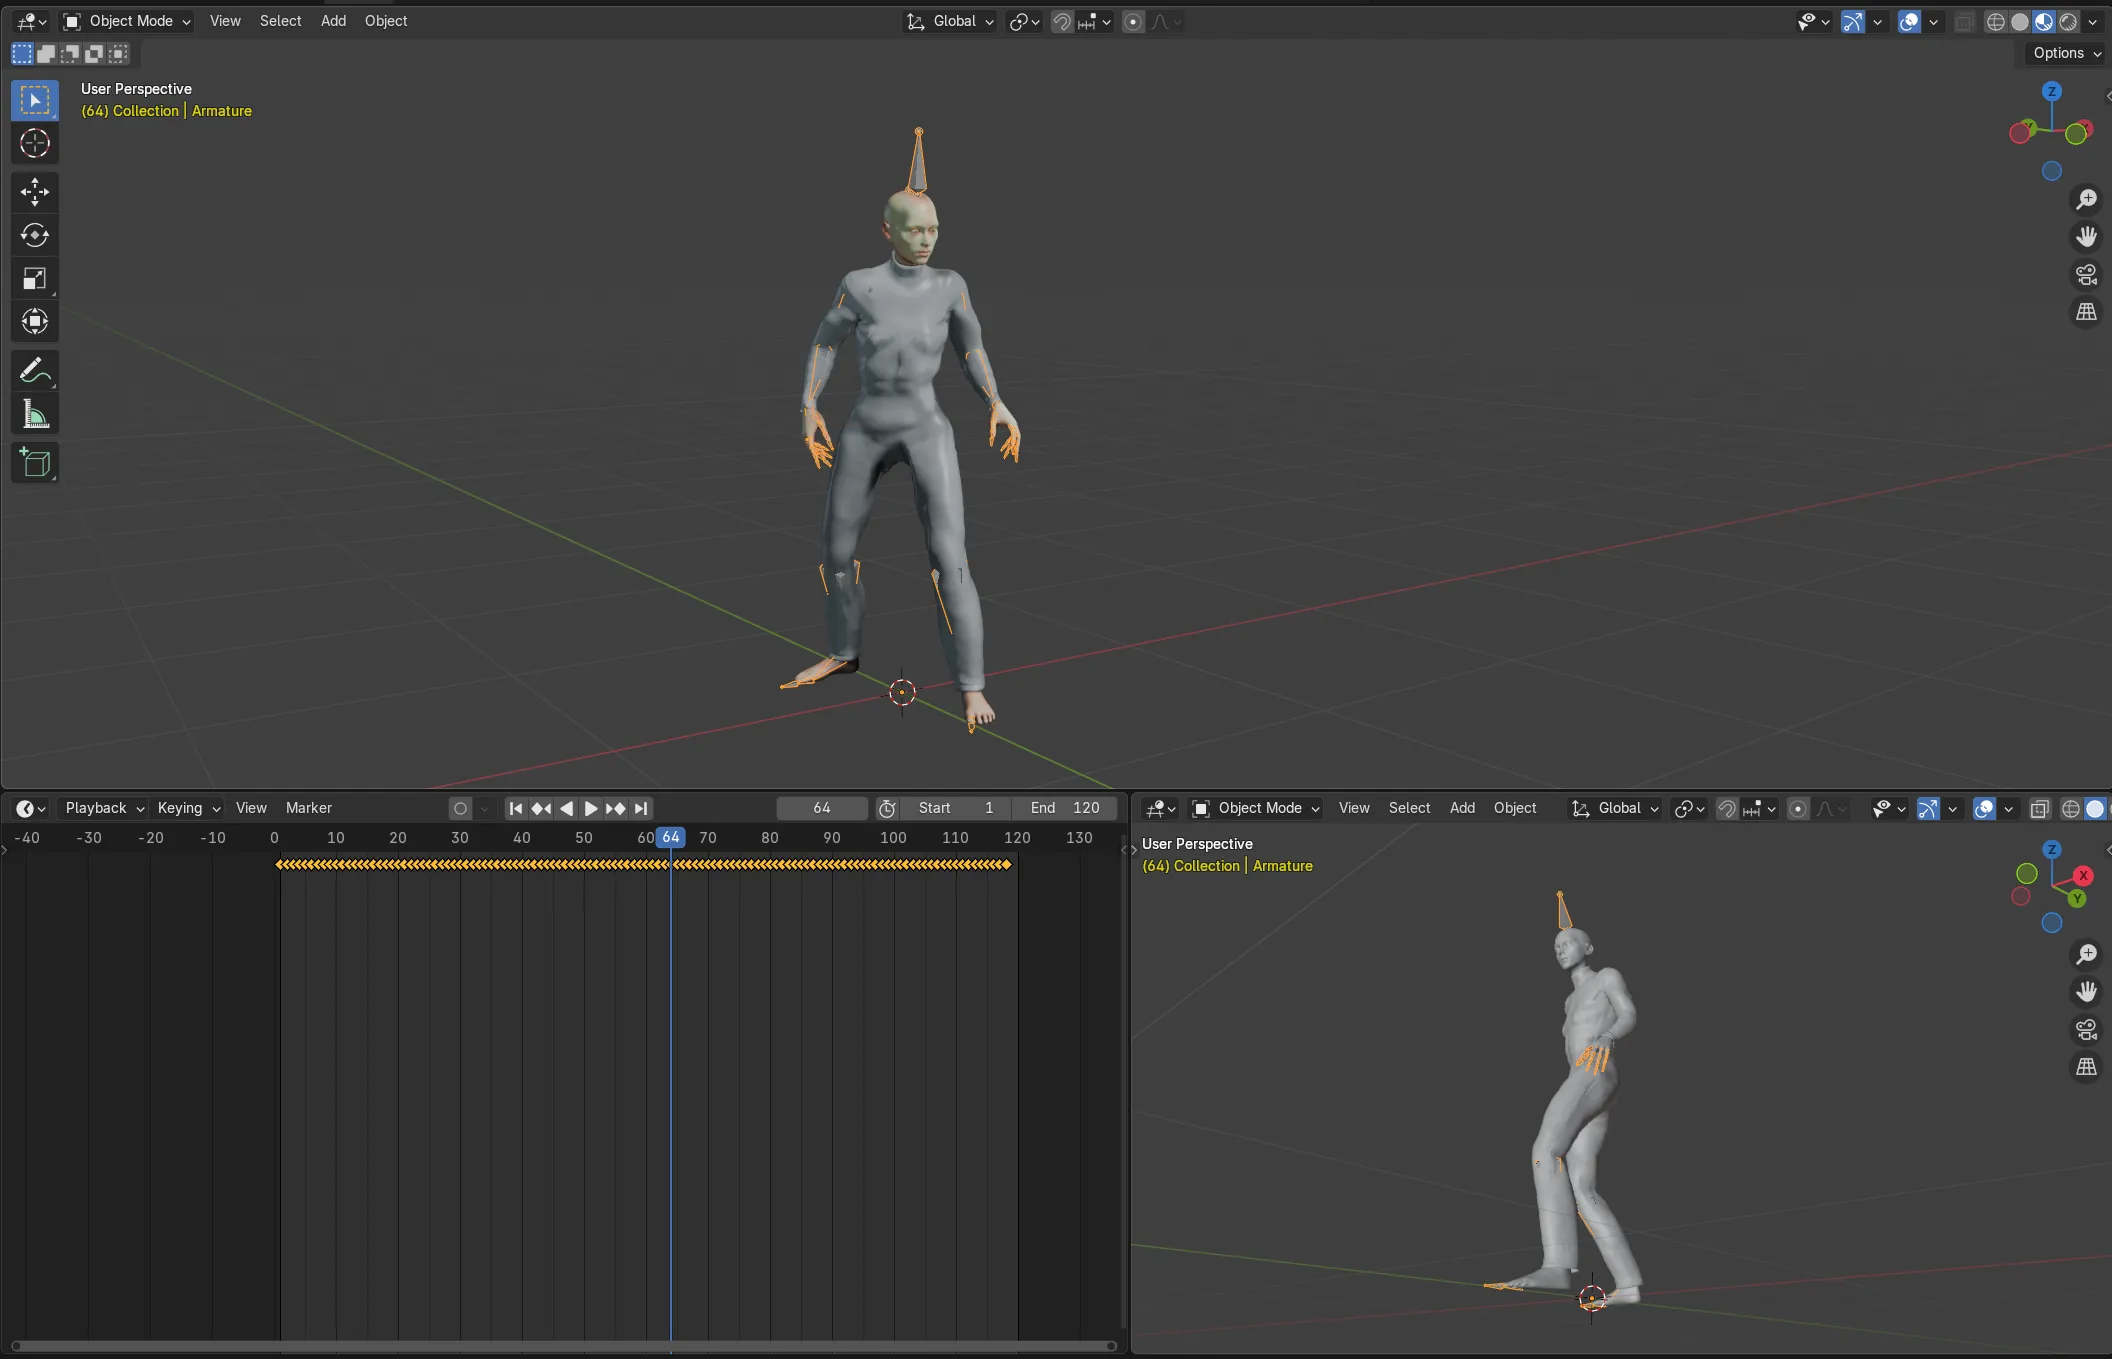 Object Mode View Select Add Object Global
Options
User Perspective
(64) Collection | Armature
Z
Playback Keying View Marker 64 Start 1 End 120
-40 -30 -20 -10 0 10 20 30 40 50 60 64 70 80 90 100 110 120 130
Object Mode View Select Add Object Global
User Perspective
(64) Collection | Armature
Z
X
Y